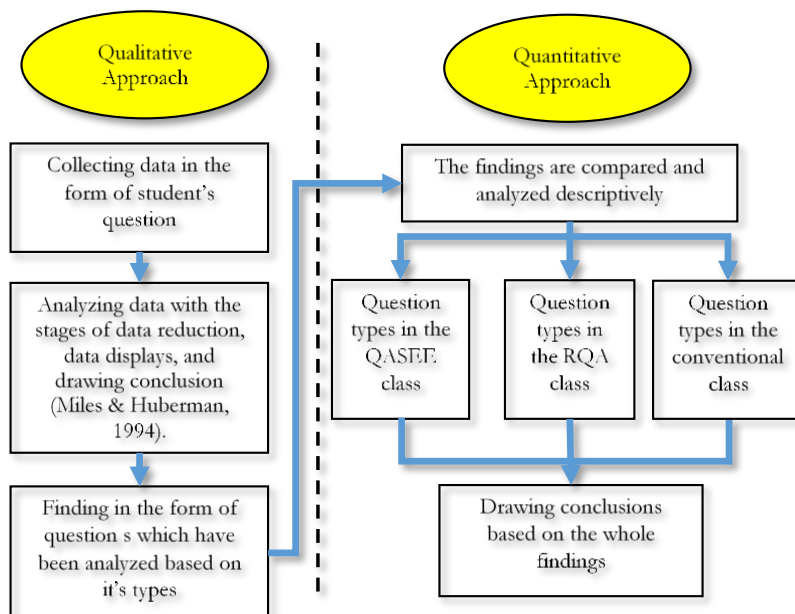 Qualitative
Approach
Collecting data in the
form of student's
question
Analyzing data with the
stages of data reduction,
data displays, and
drawing conclusion
(Miles & Huberman,
1994).
Finding in the form of
question s which have
been analyzed based on
it's types
Quantitative
Approach
The findings are compared and
analyzed descriptively
Question
types in the
QASEE
class
Question
types in
the RQA
class
Question
types in the
conventional
class
Drawing conclusions
based on the whole
findings